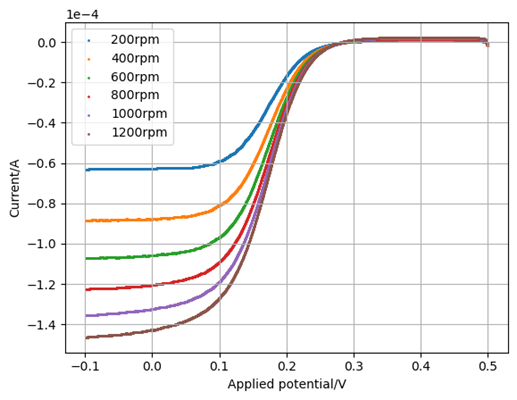 1e−4
0.0
−0.2
−0.4
−0.6
−0.8
−1.0
−1.2
−1.4
Current/A
200rpm
400rpm
600rpm
800rpm
1000rpm
1200rpm
−0.1
0.0
0.1
0.2
0.3
0.4
0.5
Applied potential/V